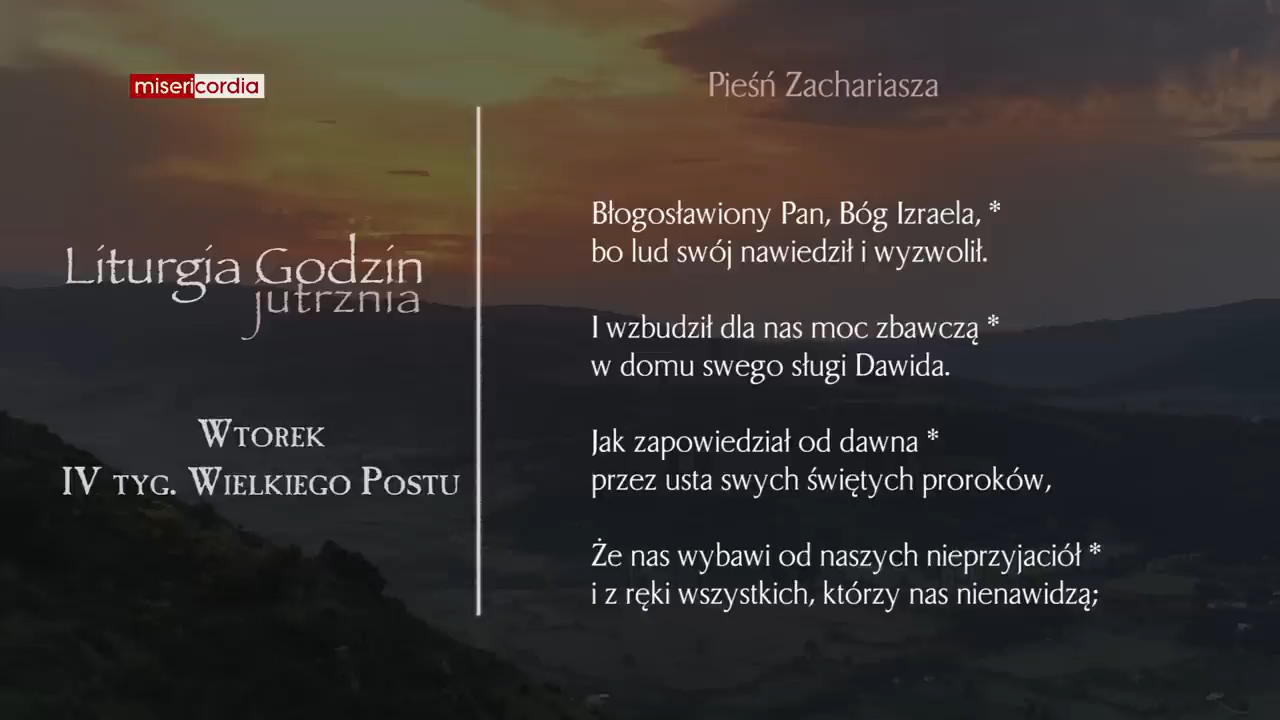 misericordia
Liturgia Godzin
jutrznia
Wtorek
IV tyg. Wielkiego Postu
Pieśń Zachariasza
Błogosławiony Pan, Bóg Izraela, *
bo lud swój nawiedził i wyzwolił.
I wzbudził dla nas moc zbawczą *
w domu swego sługi Dawida.
Jak zapowiedział od dawna *
przez usta swych świętych proroków,
Że nas wybawi od naszych nieprzyjaciół *
i z ręki wszystkich, którzy nas nienawidzą;